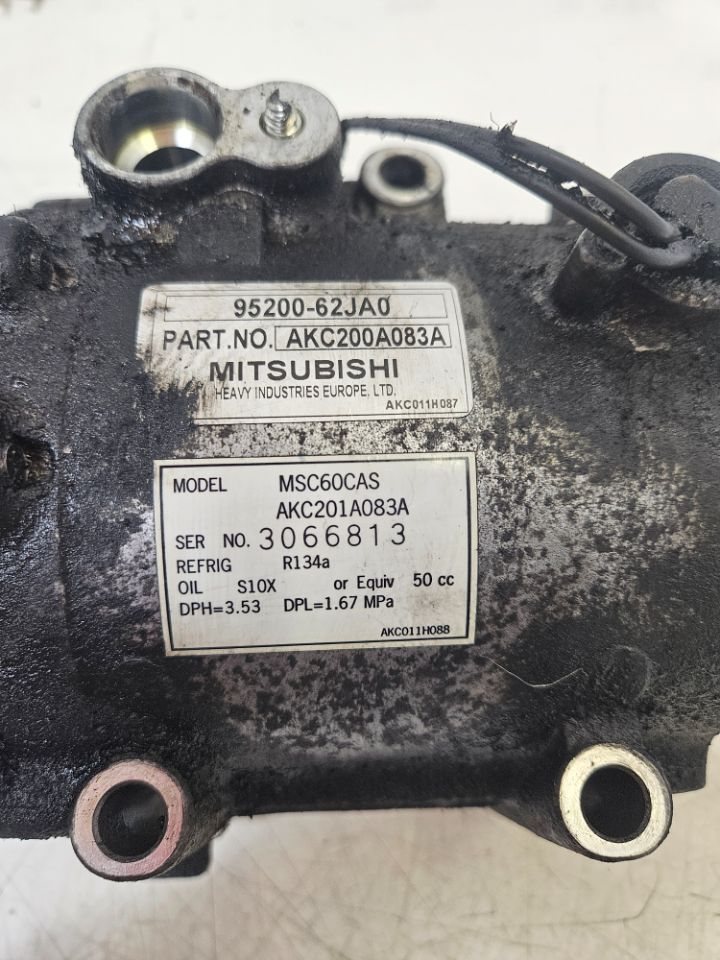 95200-62JA0
PART.NO. AKC200A083A
MITSUBISHI
HEAVY INDUSTRIES EUROPE, LTD.
AKC011H087
MODEL MSC60CAS
AKC201A083A
SER NO. 3066813
REFRIG R134a
OIL S10X or Equiv 50 cc
DPH=3.53 DPL=1.67 MPa
AKC011H088